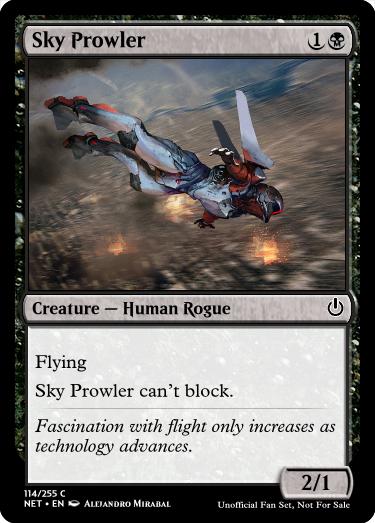 Sky Prowler 1
Creature — Human Rogue
Flying
Sky Prowler can't block.
Fascination with flight only increases as
technology advances.
2/1
114/255 C
NET • EN Alejandro Mirabal
Unofficial Fan Set, Not For Sale